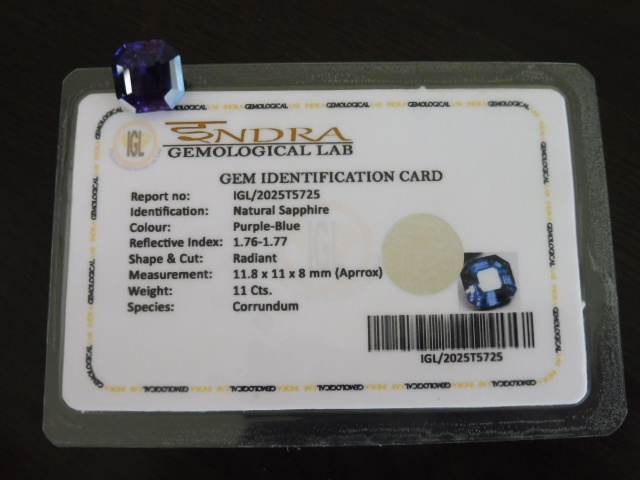 IGL
INDRA
GEMOLOGICAL LAB
GEM IDENTIFICATION CARD
Report no: IGL/2025T5725
Identification: Natural Sapphire
Colour: Purple-Blue
Reflective Index: 1.76-1.77
Shape & Cut: Radiant
Measurement: 11.8 x 11 x 8 mm (Aprrox)
Weight: 11 Cts.
Species: Corrundum
IGL/2025T5725